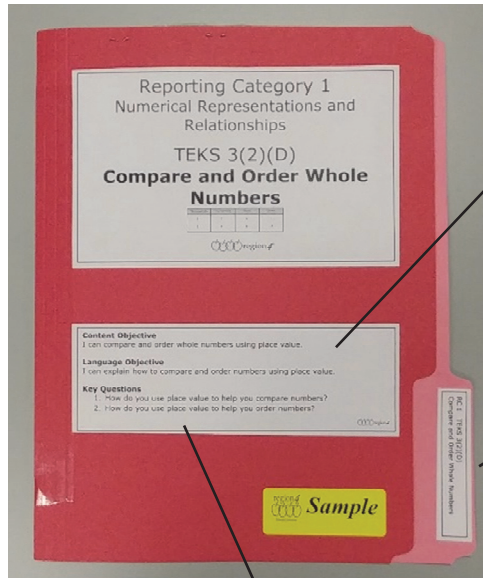 Reporting Category 1
Numerical Representations and
Relationships
TEKS 3(2)(D)
Compare and Order Whole
Numbers
region4
Content Objective
I can compare and order whole numbers using place value.
Language Objective
I can explain how to compare and order numbers using place value.
Key Questions
1. How do you use place value to help you compare numbers?
2. How do you use place value to help you order numbers?
region4
RC 1 TEKS 3(2)(D)
Compare and Order Whole Numbers
region4
Sample